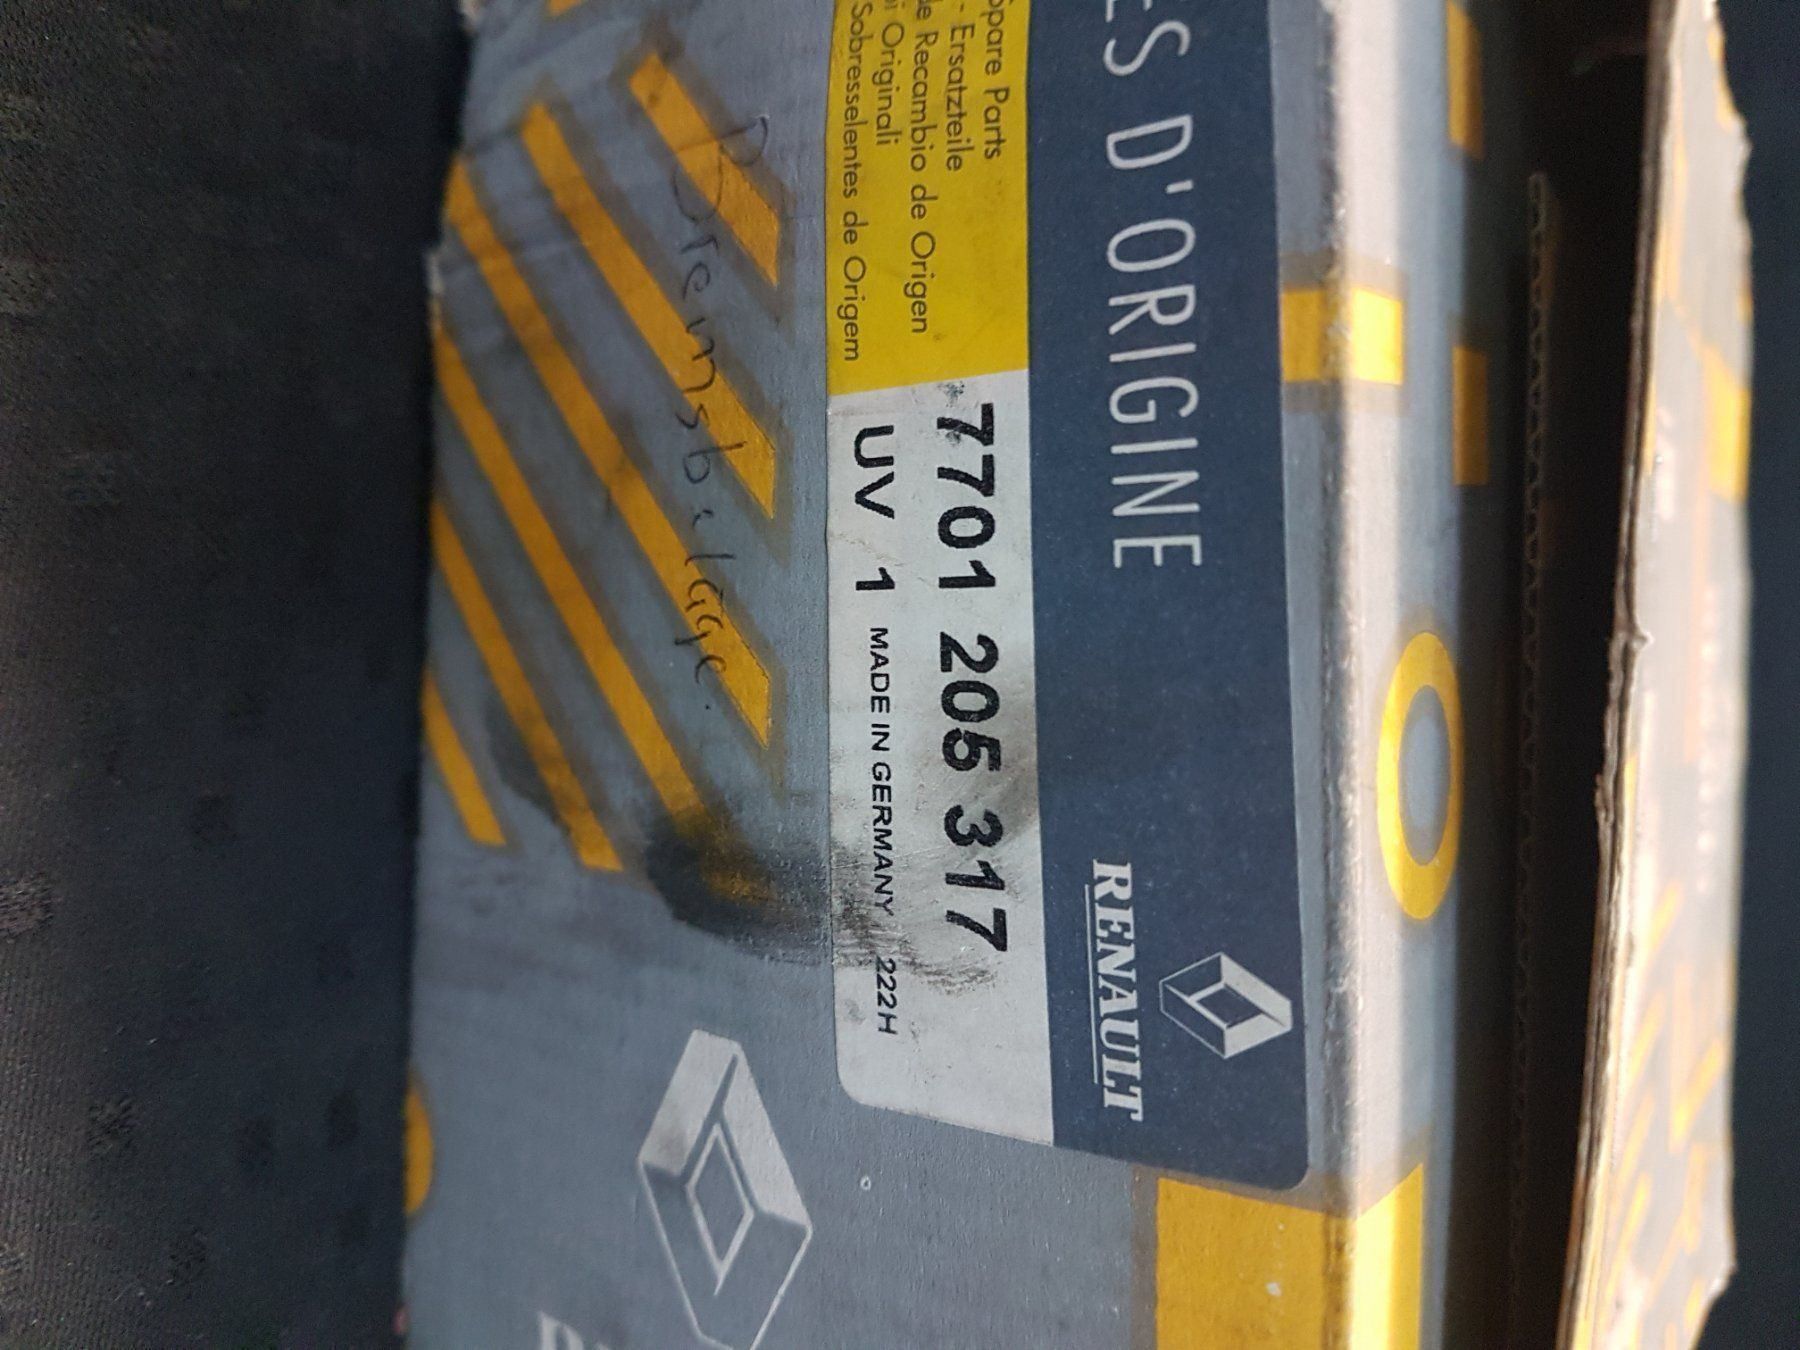 ES D'ORIGINE
RENAULT
Spare Parts
- Ersatzteile
de Recambio de Origen
i Originali
Sobresselentes de Origem
7701 205 317
UV 1 MADE IN GERMANY 222H
Bremsbeläge